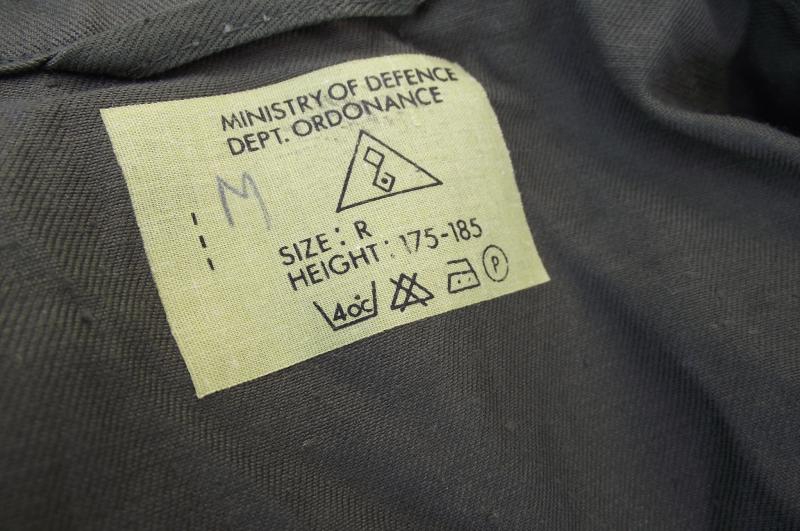 MINISTRY OF DEFENCE
DEPT. ORDONANCE
M
SIZE: R
HEIGHT: 175-185
40°C
P